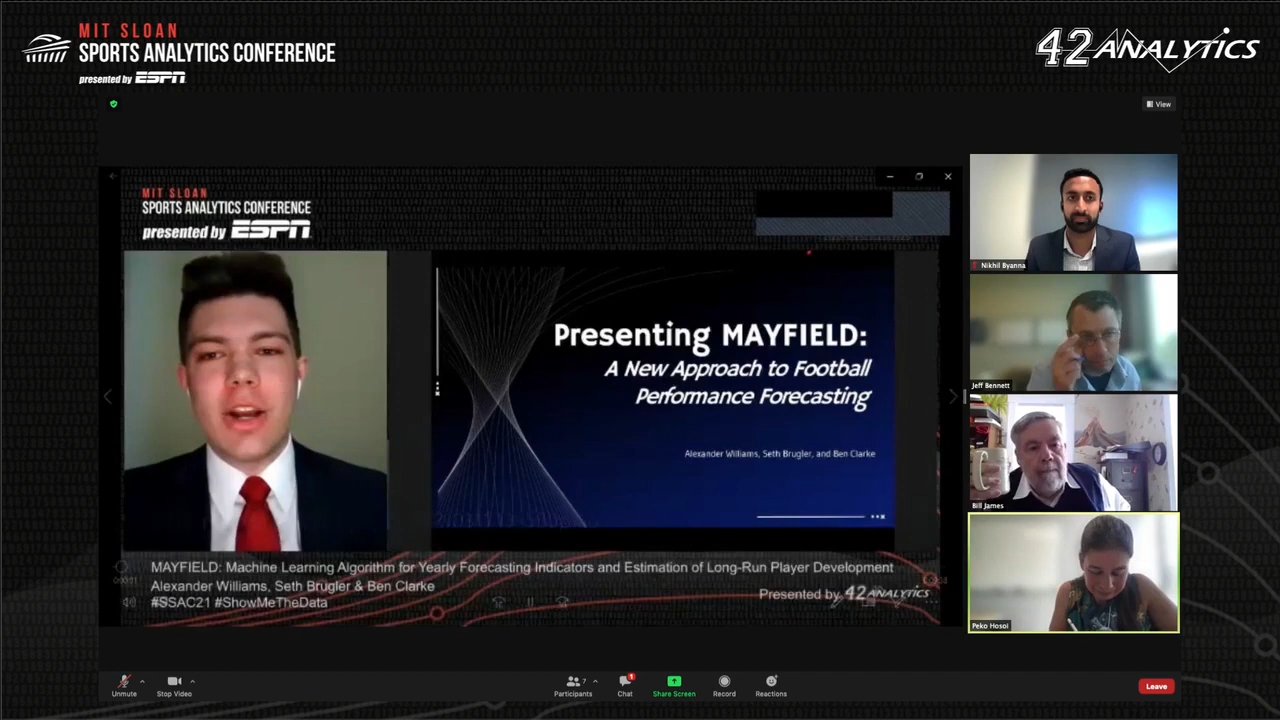 MIT SLOAN
SPORTS ANALYTICS CONFERENCE
presented by ESPN
42 ANALYTICS
View
MIT SLOAN
SPORTS ANALYTICS CONFERENCE
presented by ESPN
Presenting MAYFIELD:
A New Approach to Football
Performance Forecasting
Alexander Williams, Seth Brugler, and Ben Clarke
MAYFIELD: Machine Learning Algorithm for Yearly Forecasting Indicators and Estimation of Long-Run Player Development
Alexander Williams, Seth Brugler & Ben Clarke
#SSAC21 #ShowMeTheData
Presented by 42 ANALYTICS
Nikhil Byanna
Jeff Bennett
Bill James
Peko Hosoi
Unmute
Stop Video
Participants 7
Chat 1
Share Screen
Record
Reactions
Leave